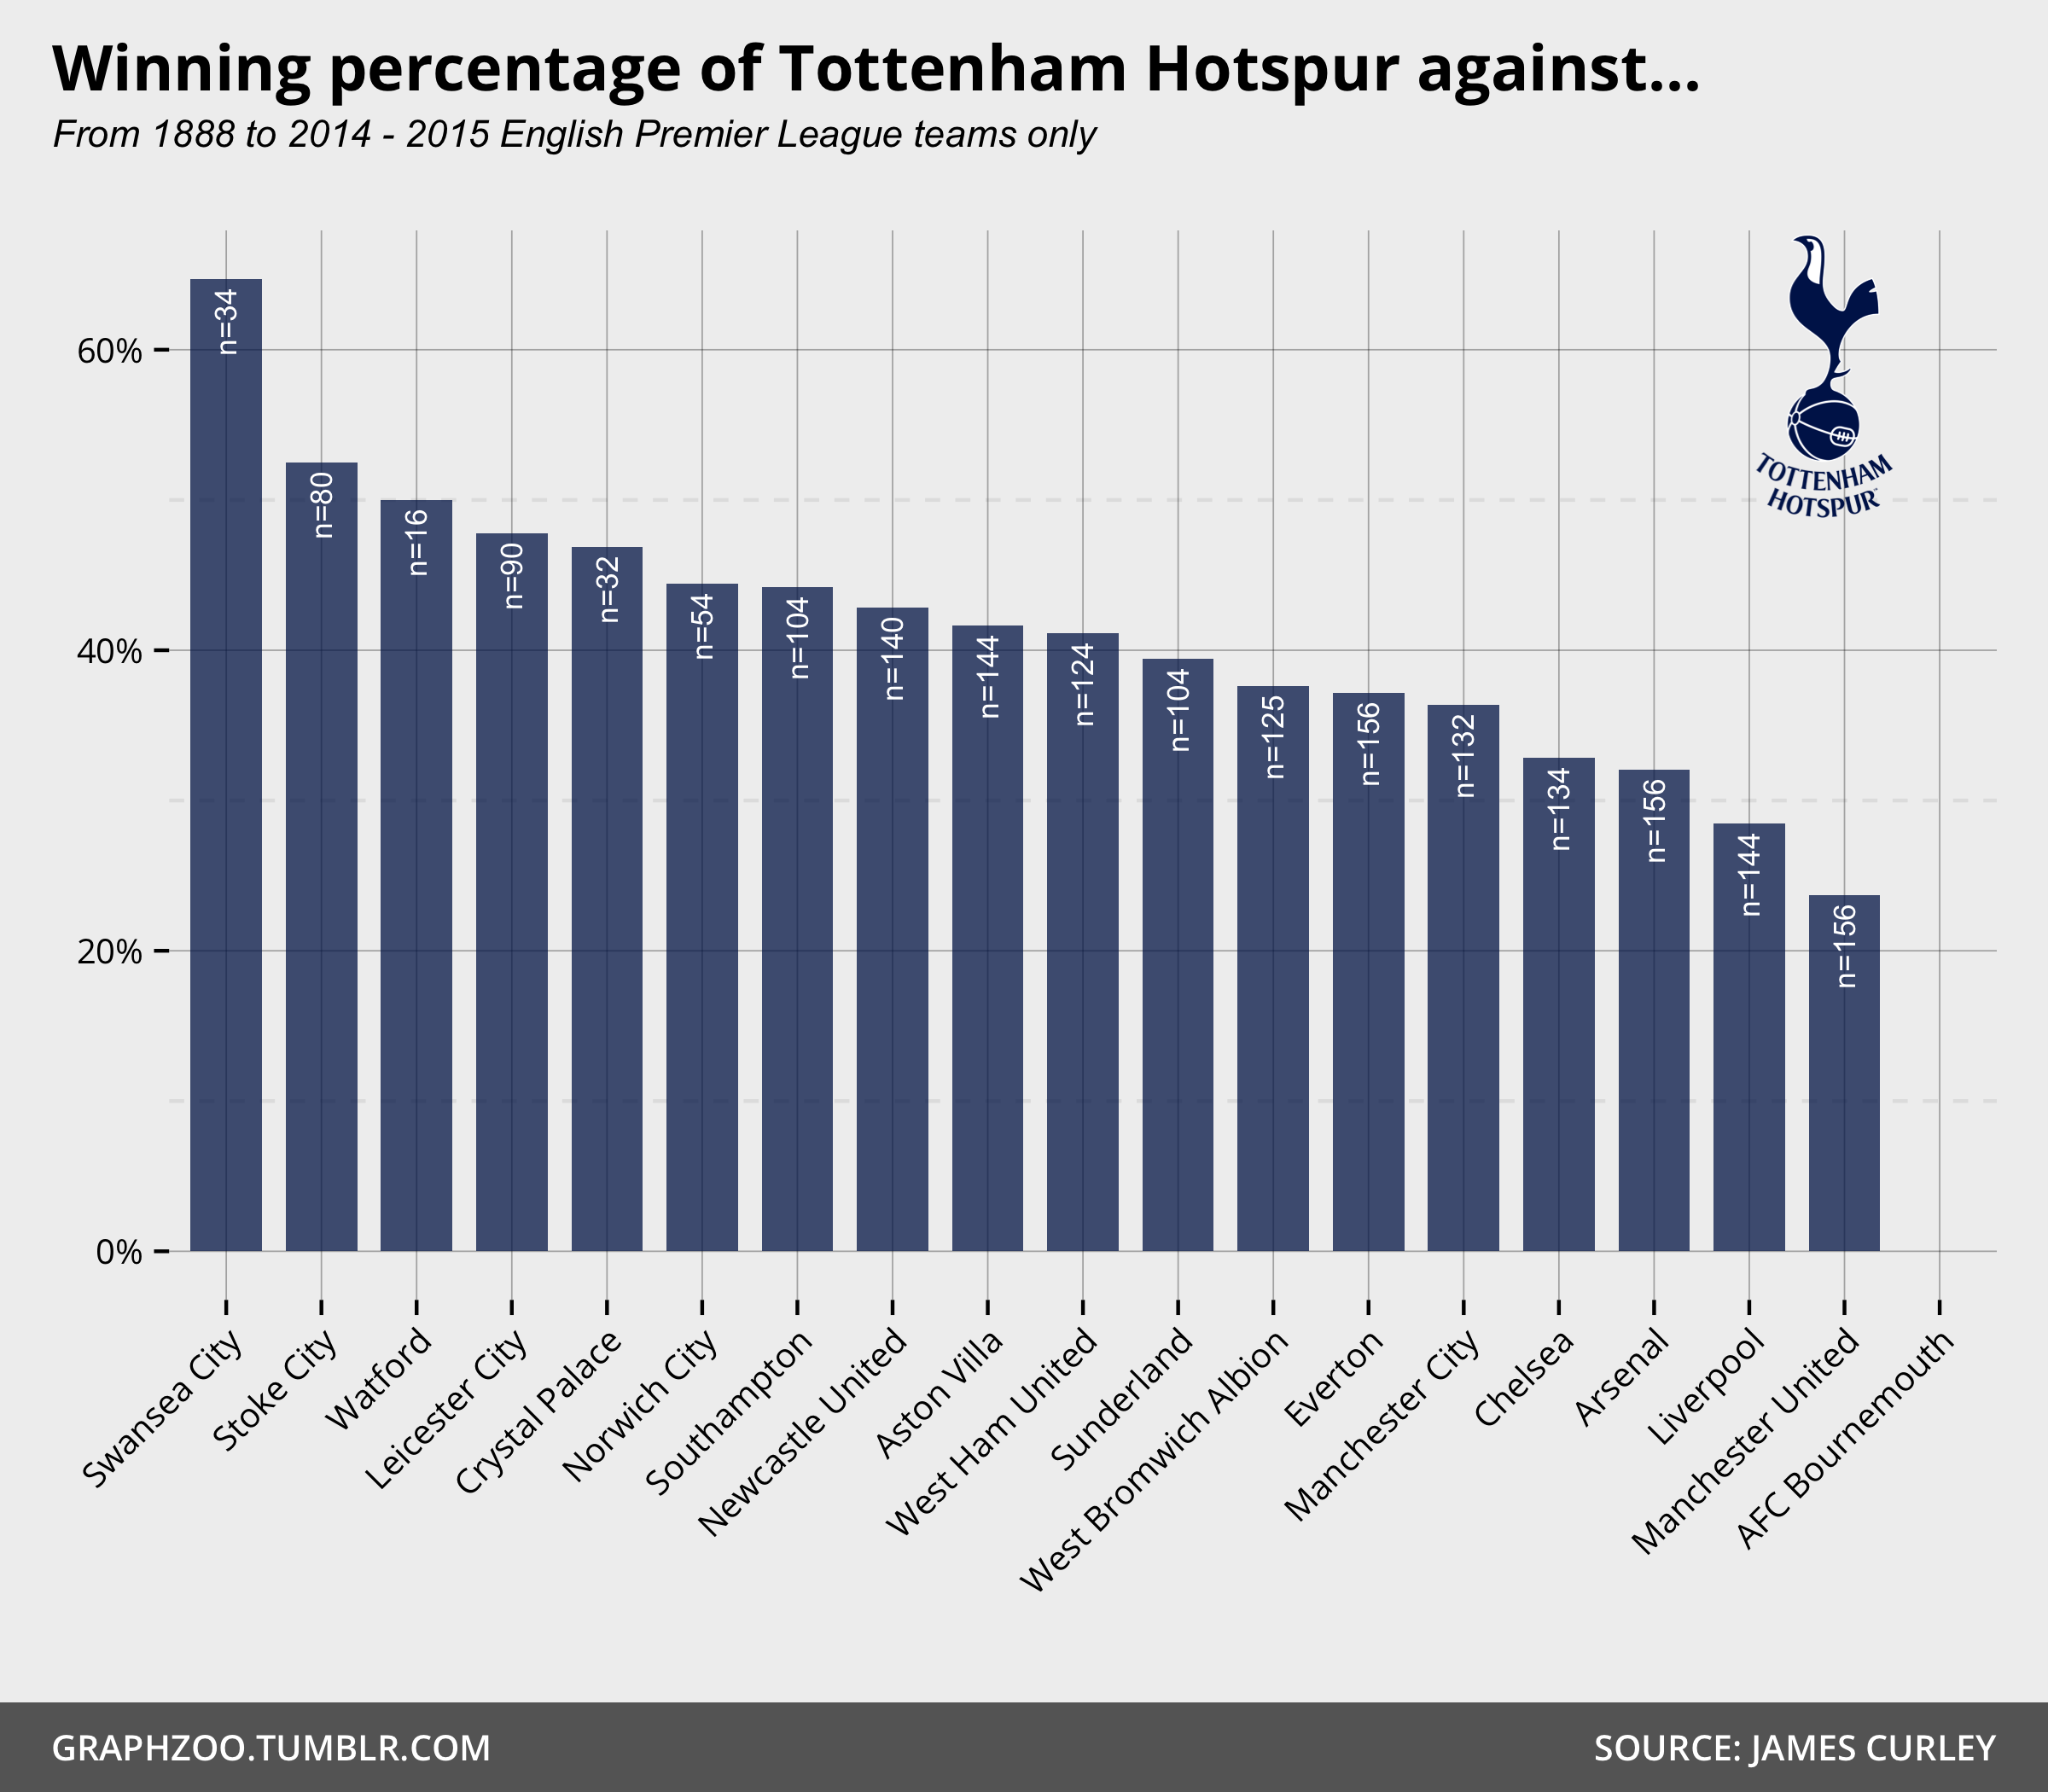 Winning percentage of Tottenham Hotspur against...
From 1888 to 2014 - 2015 English Premier League teams only
TOTTENHAM
HOTSPUR
60%
40%
20%
0%
n=34
n=80
n=16
n=90
n=32
n=54
n=104
n=140
n=144
n=124
n=104
n=125
n=156
n=132
n=134
n=156
n=144
n=156
Swansea City
Stoke City
Watford
Leicester City
Crystal Palace
Norwich City
Southampton
Newcastle United
Aston Villa
West Ham United
Sunderland
West Bromwich Albion
Everton
Manchester City
Chelsea
Arsenal
Liverpool
Manchester United
AFC Bournemouth
GRAPHZOO.TUMBLR.COM
SOURCE: JAMES CURLEY